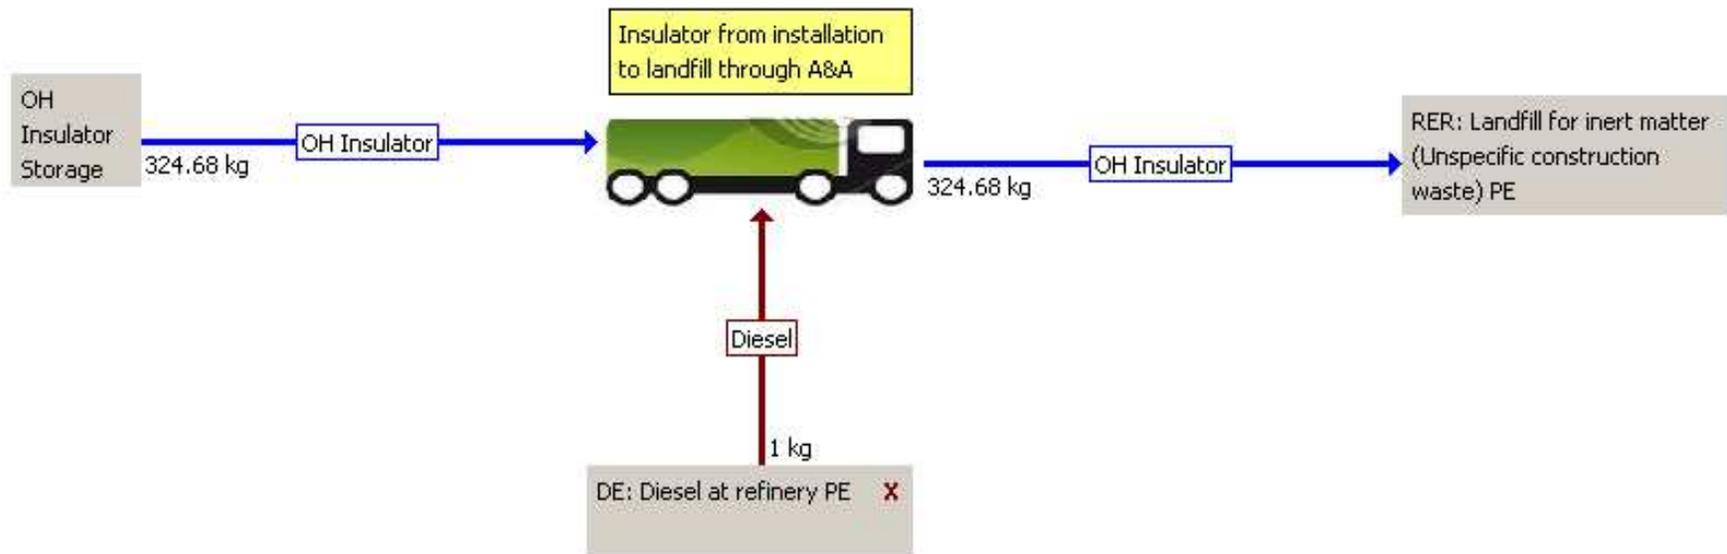 Insulator from installation
to landfill through A&A
OH
Insulator
Storage
324.68 kg
OH Insulator
324.68 kg
OH Insulator
RER: Landfill for inert matter
(Unspecific construction
waste) PE
Diesel
1 kg
DE: Diesel at refinery PE X